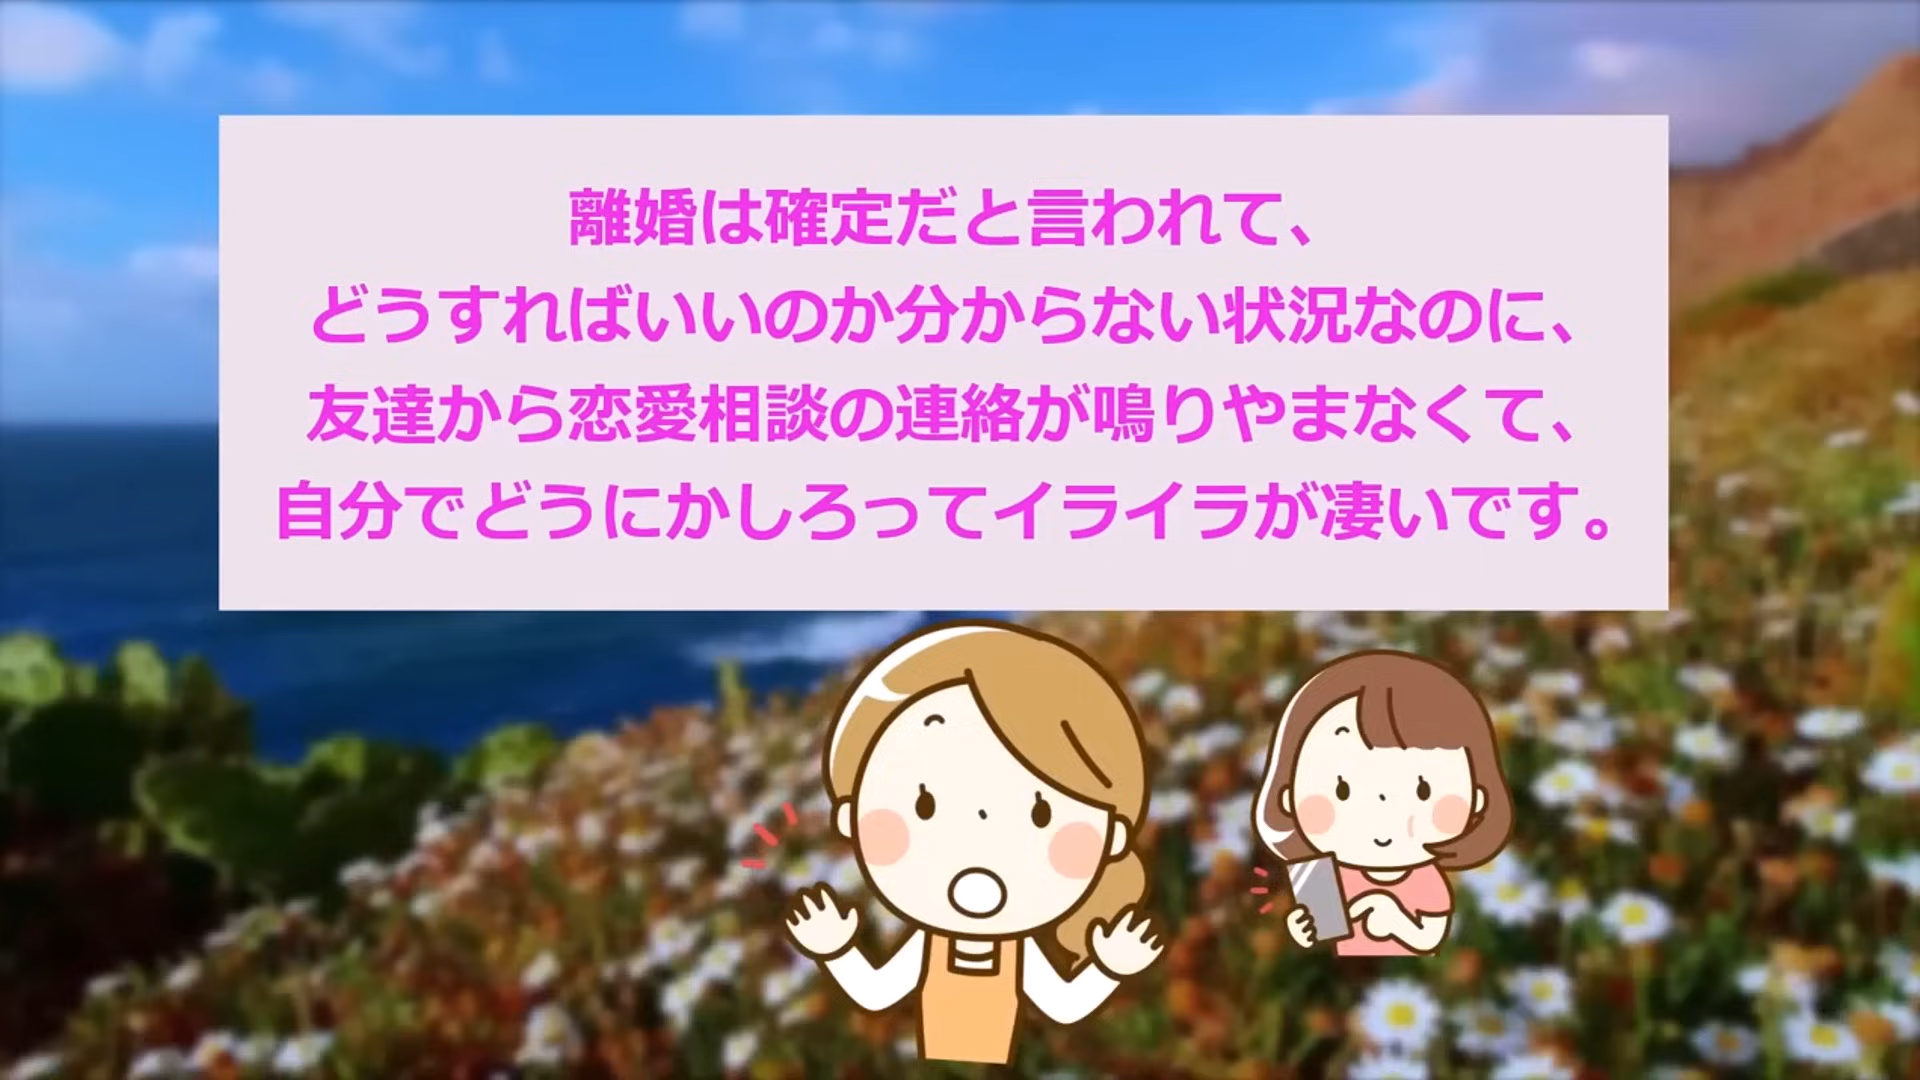 離婚は確定だと言われて、
どうすればいいのか分からない状況なのに、
友達から恋愛相談の連絡が鳴りやまなくて、
自分でどうにかしろってイライラが凄いです。